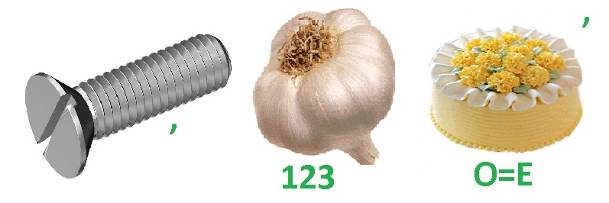 ,
,
123
O=E